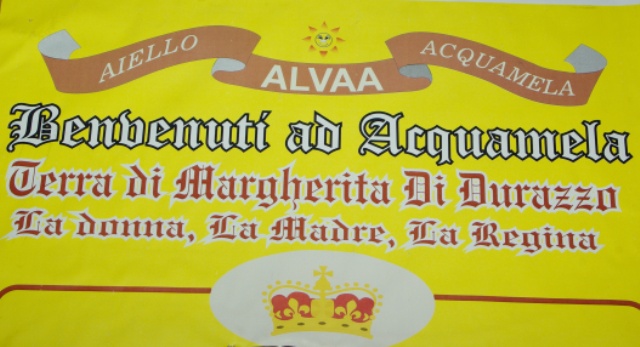 AIELLO
ACQUAMELA
ALVAA
Benvenuti ad Acquamela
Terra di Margherita Di Durazzo
La donna, La Madre, La Regina